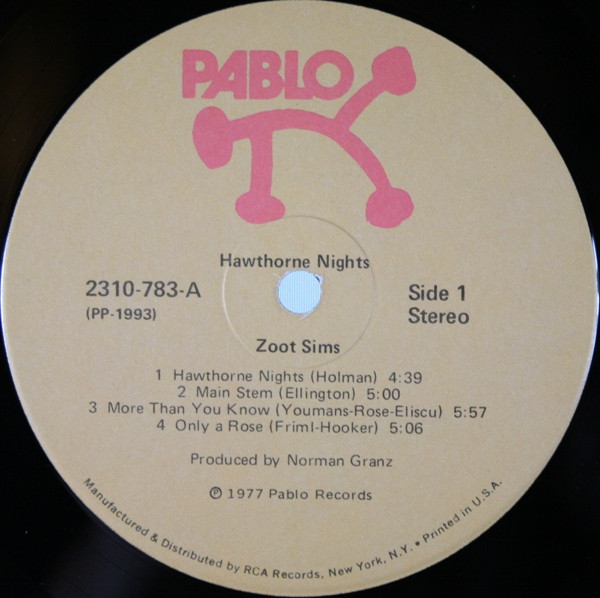 PABLO
Hawthorne Nights
2310-783-A
(PP-1993)
Side 1
Stereo
Zoot Sims
1 Hawthorne Nights (Holman) 4:39
2 Main Stem (Ellington) 5:00
3 More Than You Know (Youmans-Rose-Eliscu) 5:57
4 Only a Rose (Friml-Hooker) 5:06
Produced by Norman Granz
℗ 1977 Pablo Records
Manufactured & Distributed by RCA Records, New York, N.Y. • Printed in U.S.A.